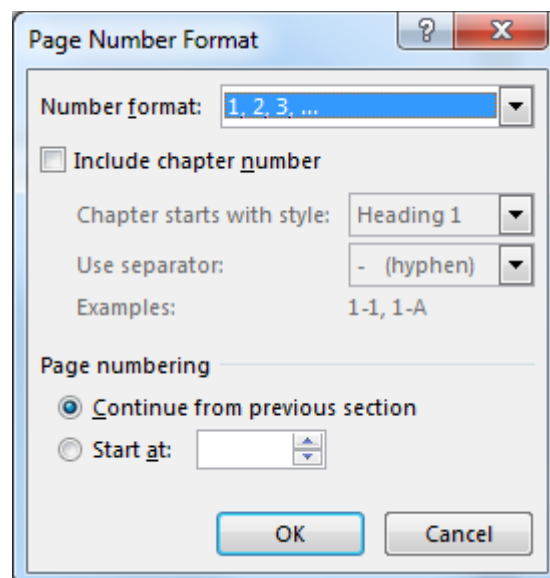 Page Number Format
Number format: 1, 2, 3, ...
Include chapter number
Chapter starts with style: Heading 1
Use separator: - (hyphen)
Examples: 1-1, 1-A
Page numbering
Continue from previous section
Start at:
OK Cancel